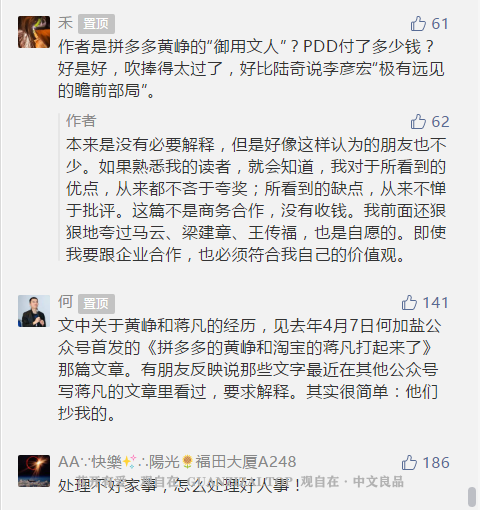 禾 置顶 61
作者是拼多多黄峥的“御用文人”？PDD付了多少钱？
好是好，吹捧得太过了，好比陆奇说李彦宏“极有远见
的瞻前部局”。
作者 62
本来是没有必要解释，但是好像这样认为的朋友也不
少。如果熟悉我的读者，就会知道，我对于所看到的
优点，从来都不吝于夸奖；所看到的缺点，从来不惮
于批评。这篇不是商务合作，没有收钱。我前面还狠
狠地夸过马云、梁建章、王传福，也是自愿的。即使
我要跟企业合作，也必须符合我自己的价值观。
何 置顶 141
文中关于黄峥和蒋凡的经历，见去年4月7日何加盐公
众号首发的《拼多多的黄峥和淘宝的蒋凡打起来了》
那篇文章。有朋友反映说那些文字最近在其他公众号
写蒋凡的文章里看过，要求解释。其实很简单：他们
抄我的。
AA∵快樂✨∴陽光🌻福田大厦A248 186
处理不好家事，怎么处理好人事！
观自在·GUANZIZAI.TOP·观自在·中文良品